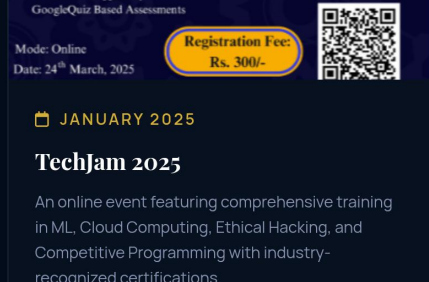 GoogleQuiz Based Assessments
Mode: Online
Date: 24th March, 2025
Registration Fee:
Rs. 300/-
JANUARY 2025
TechJam 2025
An online event featuring comprehensive training
in ML, Cloud Computing, Ethical Hacking, and
Competitive Programming with industry-
recognized certifications